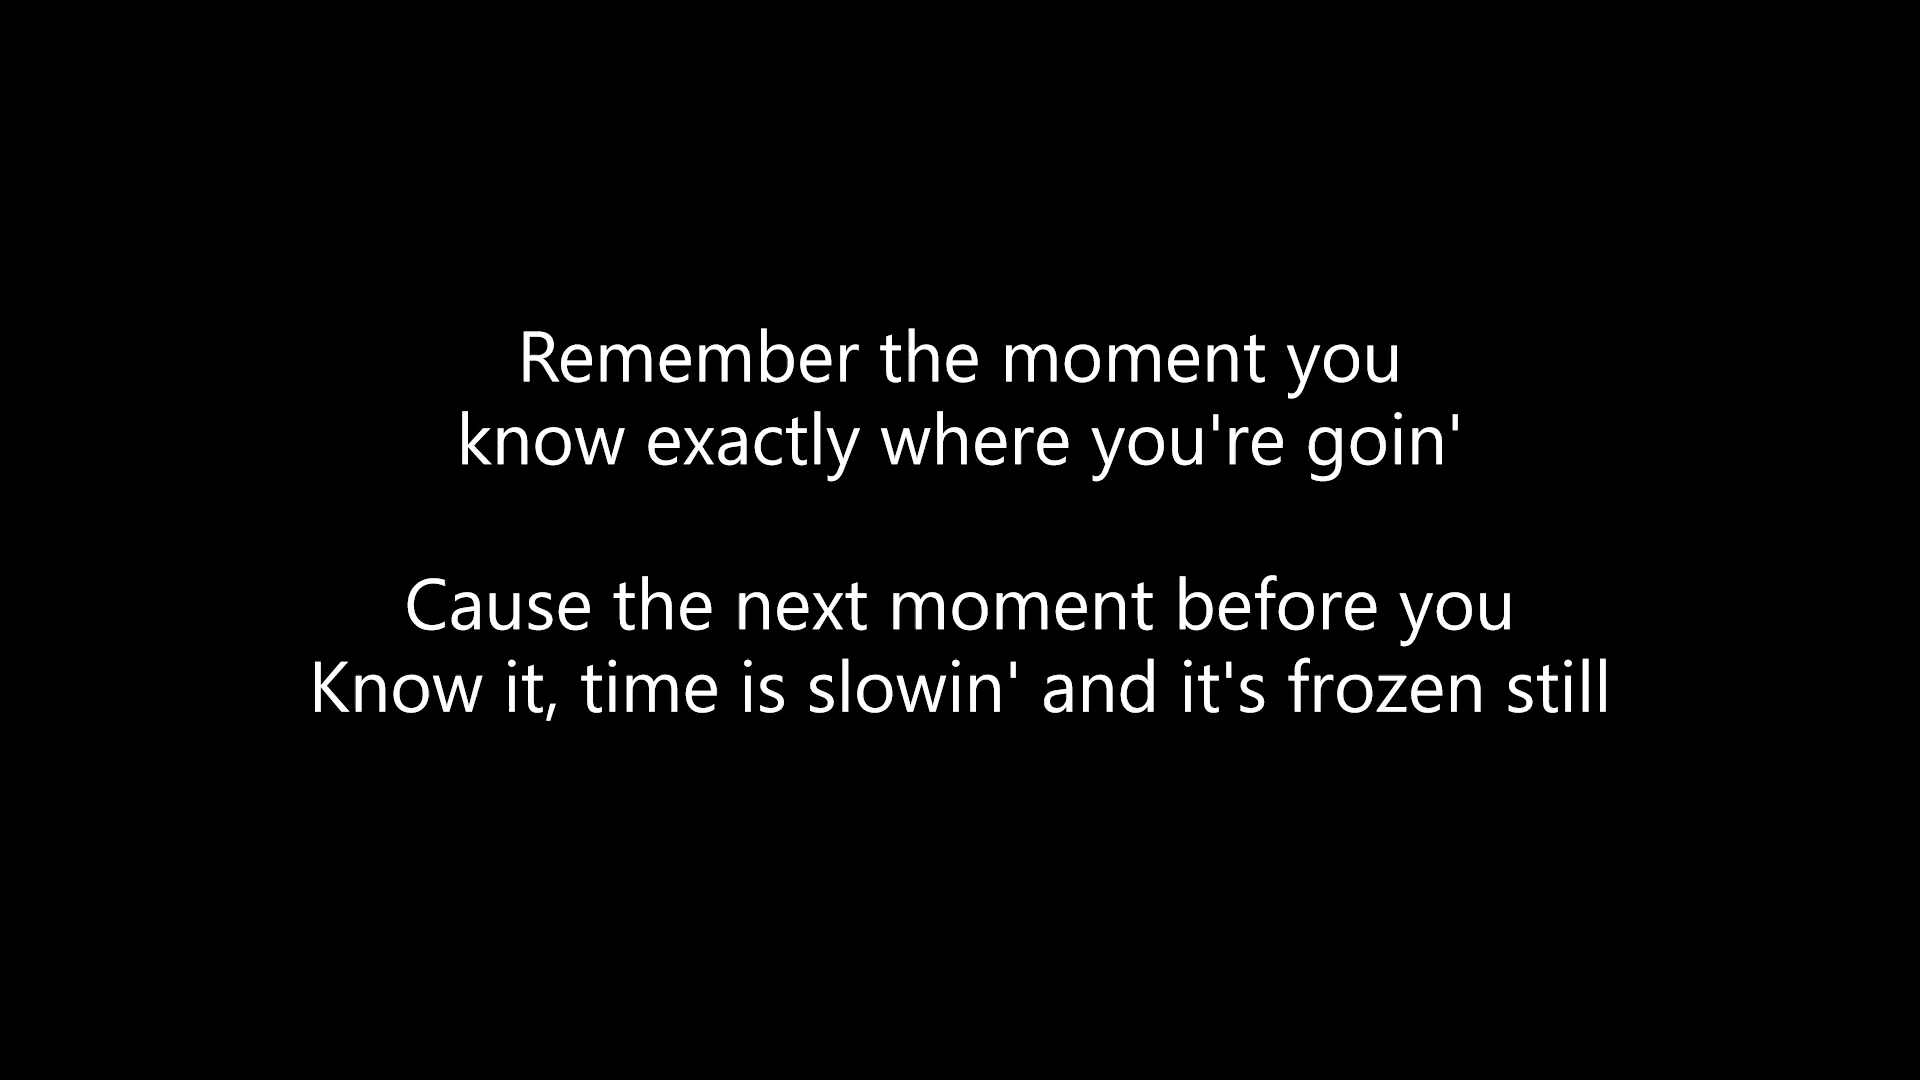 Remember the moment you
know exactly where you're goin'
Cause the next moment before you
Know it, time is slowin' and it's frozen still